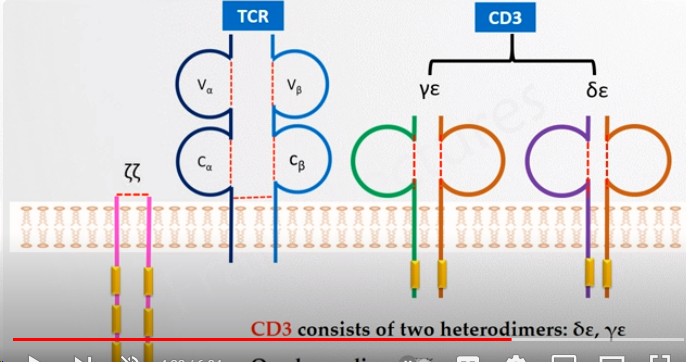 TCR
CD3
γε
δε
Vα
Vβ
Cα
Cβ
ζζ
CD3 consists of two heterodimers: δε, γε